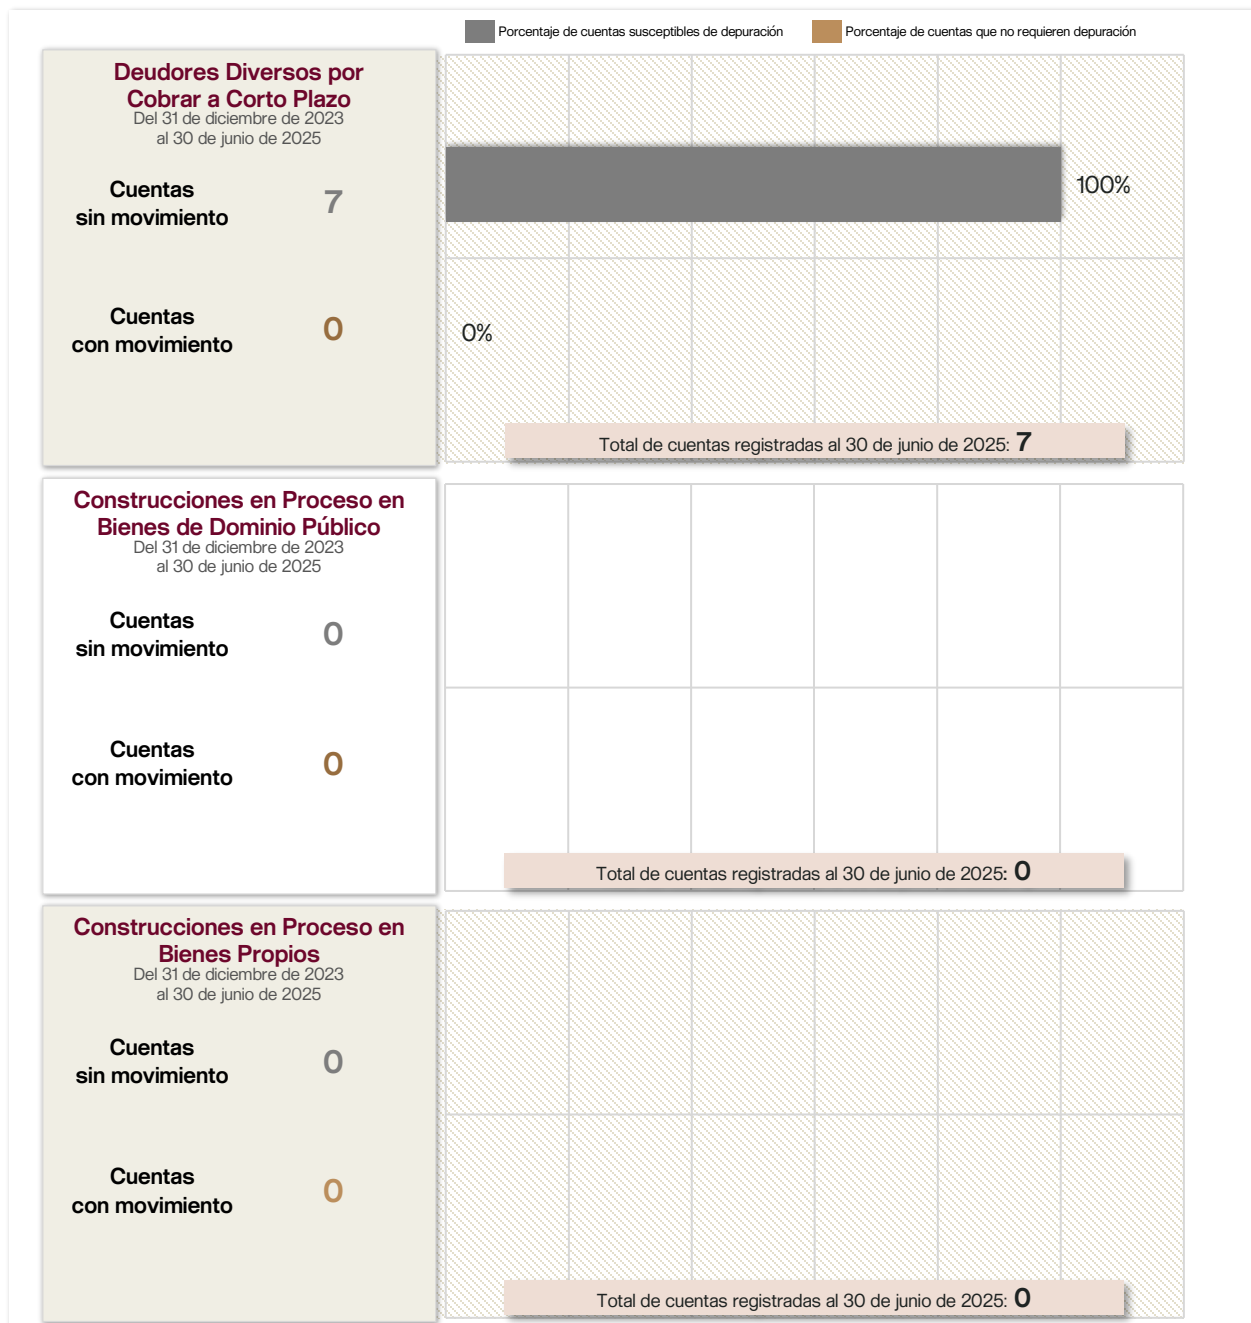 Porcentaje de cuentas susceptibles de depuración
Porcentaje de cuentas que no requieren depuración
Deudores Diversos por
Cobrar a Corto Plazo
Del 31 de diciembre de 2023
al 30 de junio de 2025
Cuentas
sin movimiento
7
100%
Cuentas
con movimiento
0
0%
Total de cuentas registradas al 30 de junio de 2025: 7
Construcciones en Proceso en
Bienes de Dominio Público
Del 31 de diciembre de 2023
al 30 de junio de 2025
Cuentas
sin movimiento
0
Cuentas
con movimiento
0
Total de cuentas registradas al 30 de junio de 2025: 0
Construcciones en Proceso en
Bienes Propios
Del 31 de diciembre de 2023
al 30 de junio de 2025
Cuentas
sin movimiento
0
Cuentas
con movimiento
0
Total de cuentas registradas al 30 de junio de 2025: 0